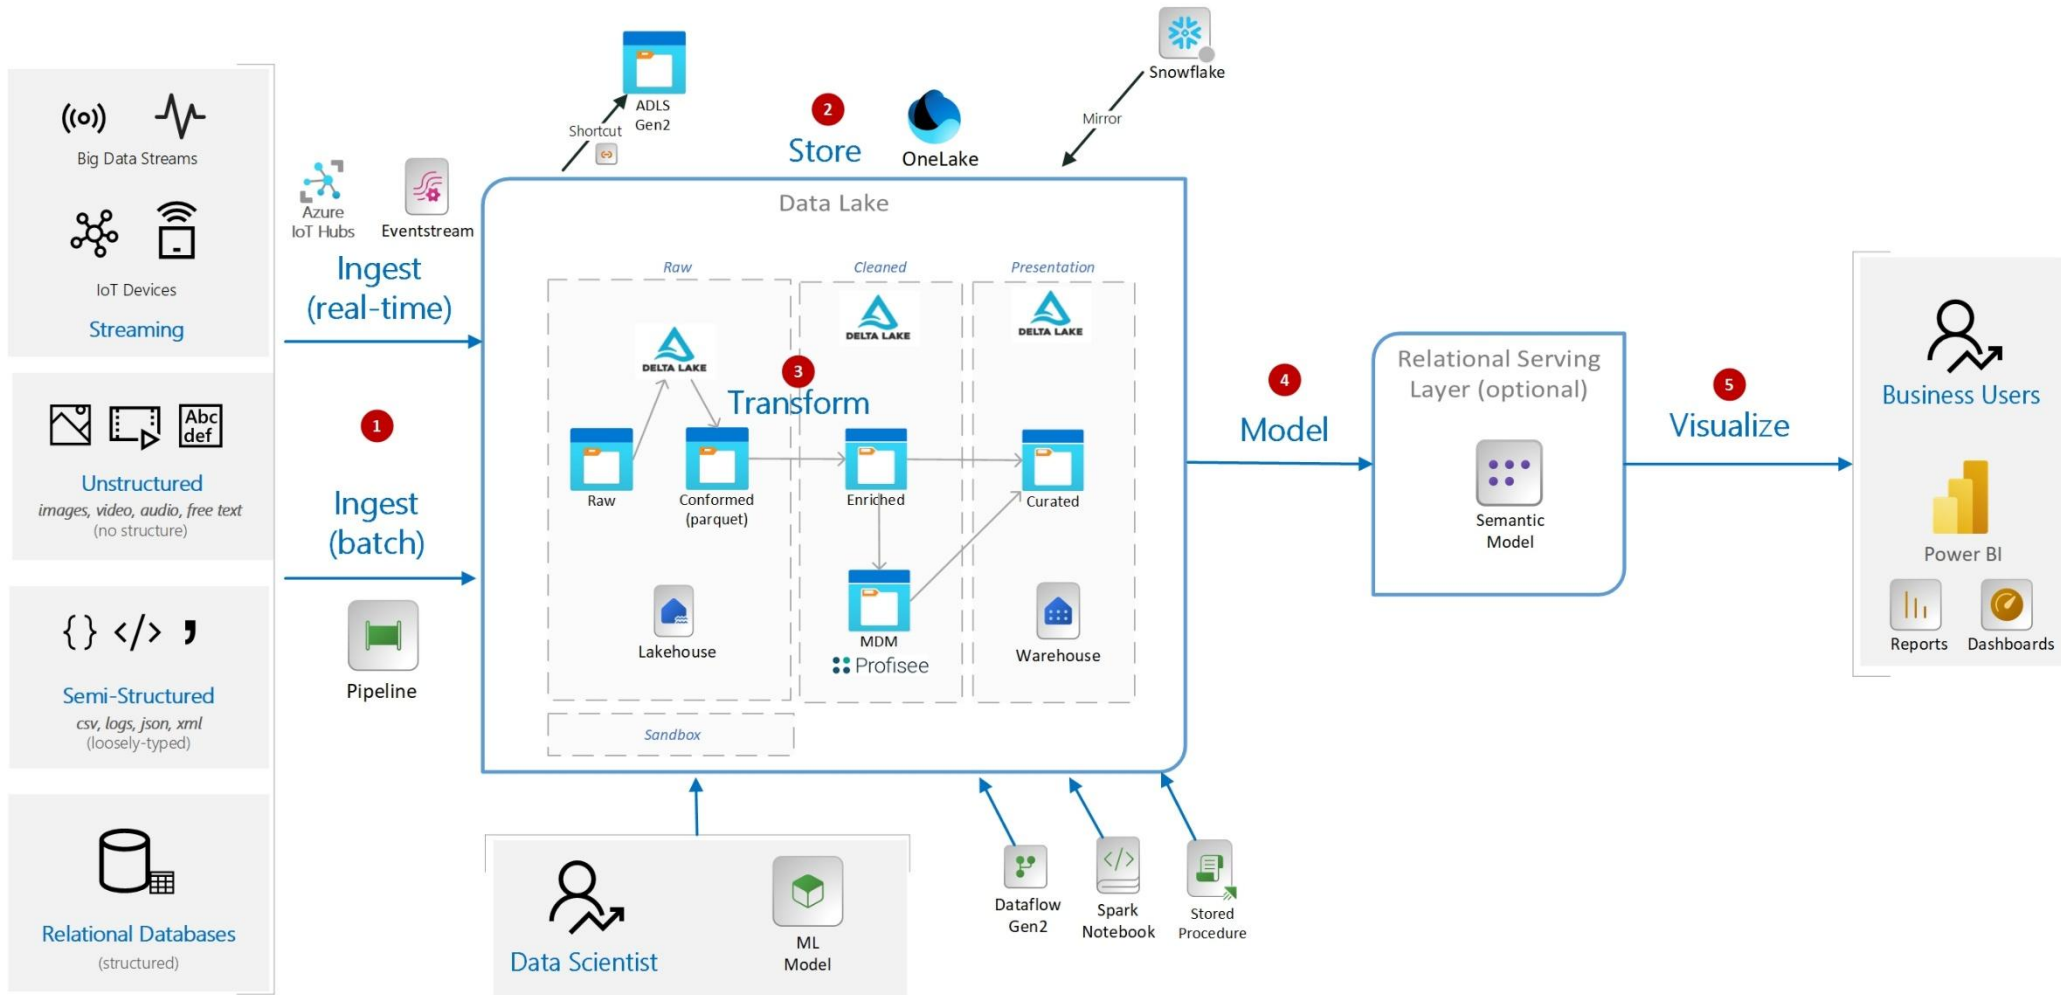 Big Data Streams
IoT Devices
Streaming
Abc
def
Unstructured
images, video, audio, free text
(no structure)
{ } </> ,
Semi-Structured
csv, logs, json, xml
(loosely-typed)
Relational Databases
(structured)
Azure
IoT Hubs
Eventstream
Ingest
(real-time)
1
Ingest
(batch)
Pipeline
ADLS
Gen2
Shortcut
2
Store
OneLake
Snowflake
Mirror
Data Lake
Raw
DELTA LAKE
Raw
Conformed
(parquet)
Lakehouse
Sandbox
3
Transform
Cleaned
DELTA LAKE
Enriched
MDM
Profisee
Presentation
DELTA LAKE
Curated
Warehouse
Data Scientist
ML
Model
Dataflow
Gen2
</>
Spark
Notebook
Stored
Procedure
4
Model
Relational Serving
Layer (optional)
Semantic
Model
5
Visualize
Business Users
Power BI
Reports
Dashboards